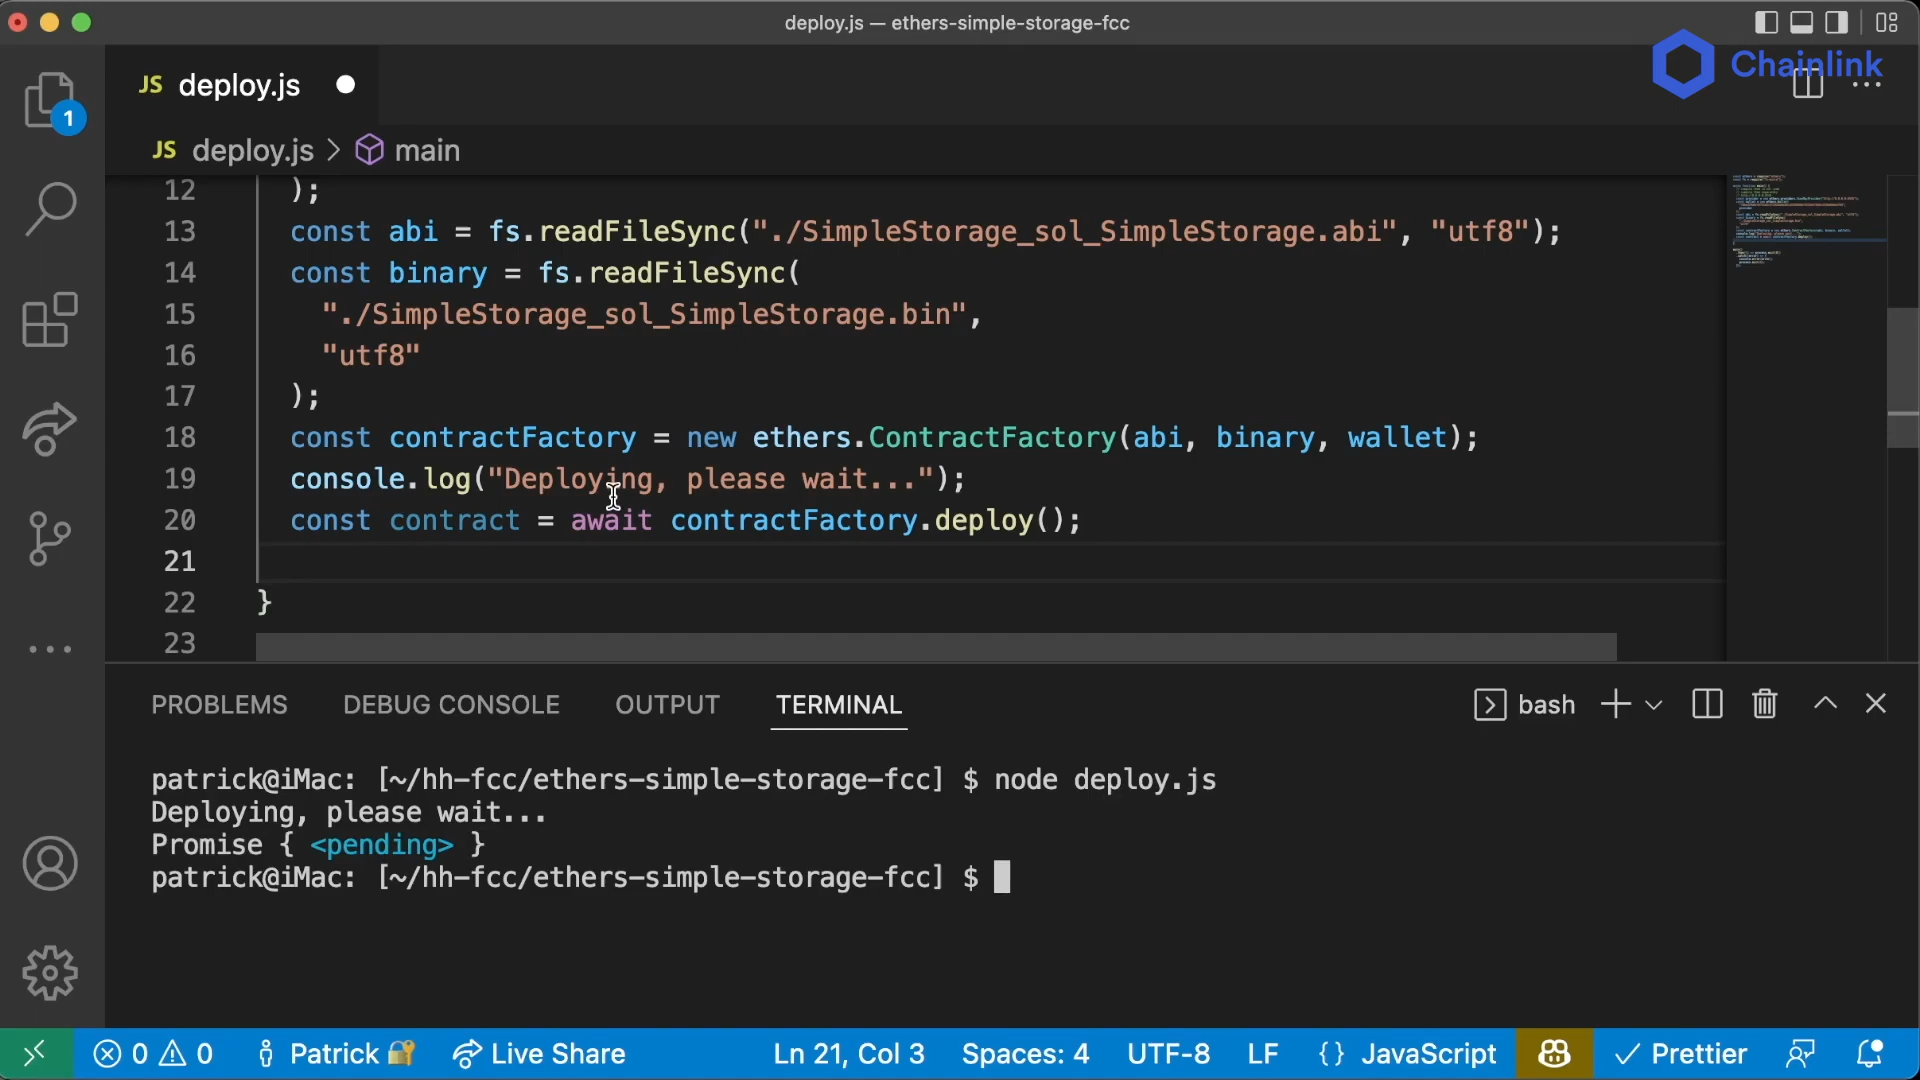 deploy.js — ethers-simple-storage-fcc
Chainlink
JS deploy.js
1
JS deploy.js > main
12 );
13 const abi = fs.readFileSync("./SimpleStorage_sol_SimpleStorage.abi", "utf8");
14 const binary = fs.readFileSync(
15 "./SimpleStorage_sol_SimpleStorage.bin",
16 "utf8"
17 );
18 const contractFactory = new ethers.ContractFactory(abi, binary, wallet);
19 console.log("Deploying, please wait...");
20 const contract = await contractFactory.deploy();
21
22 }
23
PROBLEMS DEBUG CONSOLE OUTPUT TERMINAL bash
patrick@iMac: [~/hh-fcc/ethers-simple-storage-fcc] $ node deploy.js
Deploying, please wait...
Promise { <pending> }
patrick@iMac: [~/hh-fcc/ethers-simple-storage-fcc] $
0 0 Patrick Live Share Ln 21, Col 3 Spaces: 4 UTF-8 LF {} JavaScript Prettier